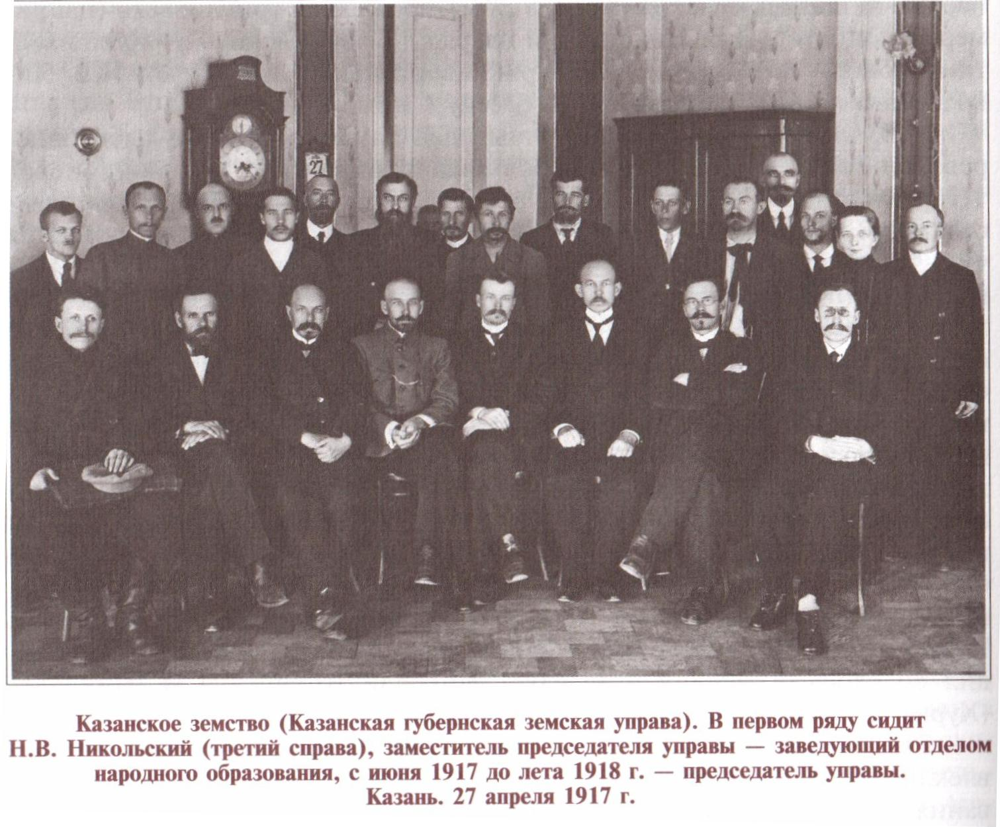 27
Казанское земство (Казанская губернская земская управа). В первом ряду сидит
Н.В. Никольский (третий справа), заместитель председателя управы — заведующий отделом
народного образования, с июня 1917 до лета 1918 г. — председатель управы.
Казань. 27 апреля 1917 г.